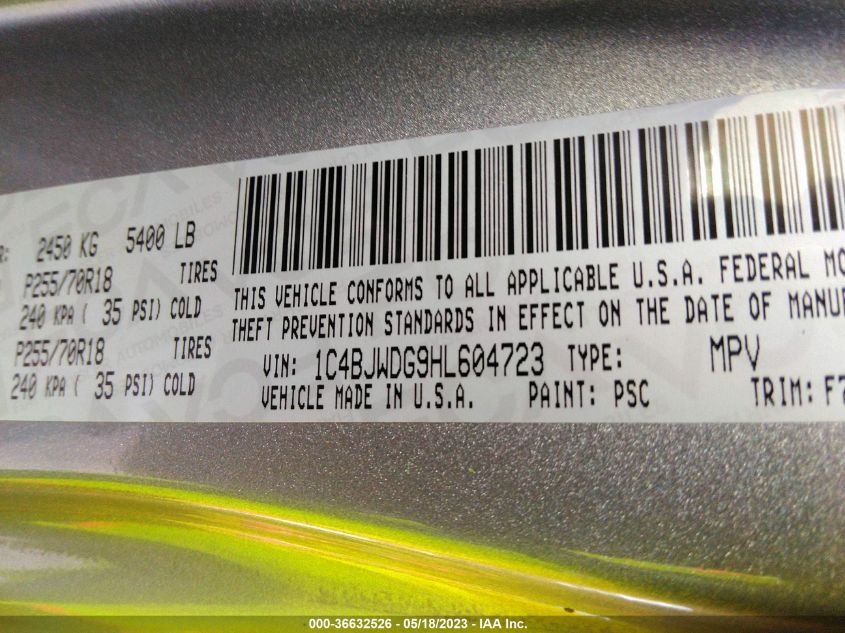 R: 2450 KG 5400 LB
P255/70R18 TIRES
240 KPA ( 35 PSI) COLD
P255/70R18 TIRES
240 KPA ( 35 PSI) COLD
THIS VEHICLE CONFORMS TO ALL APPLICABLE U.S.A. FEDERAL MO
THEFT PREVENTION STANDARDS IN EFFECT ON THE DATE OF MANUF
VIN: 1C4BJWDG9HL604723 TYPE: MPV
VEHICLE MADE IN U.S.A. PAINT: PSC TRIM: F7
000-36632526 - 05/18/2023 - IAA Inc.